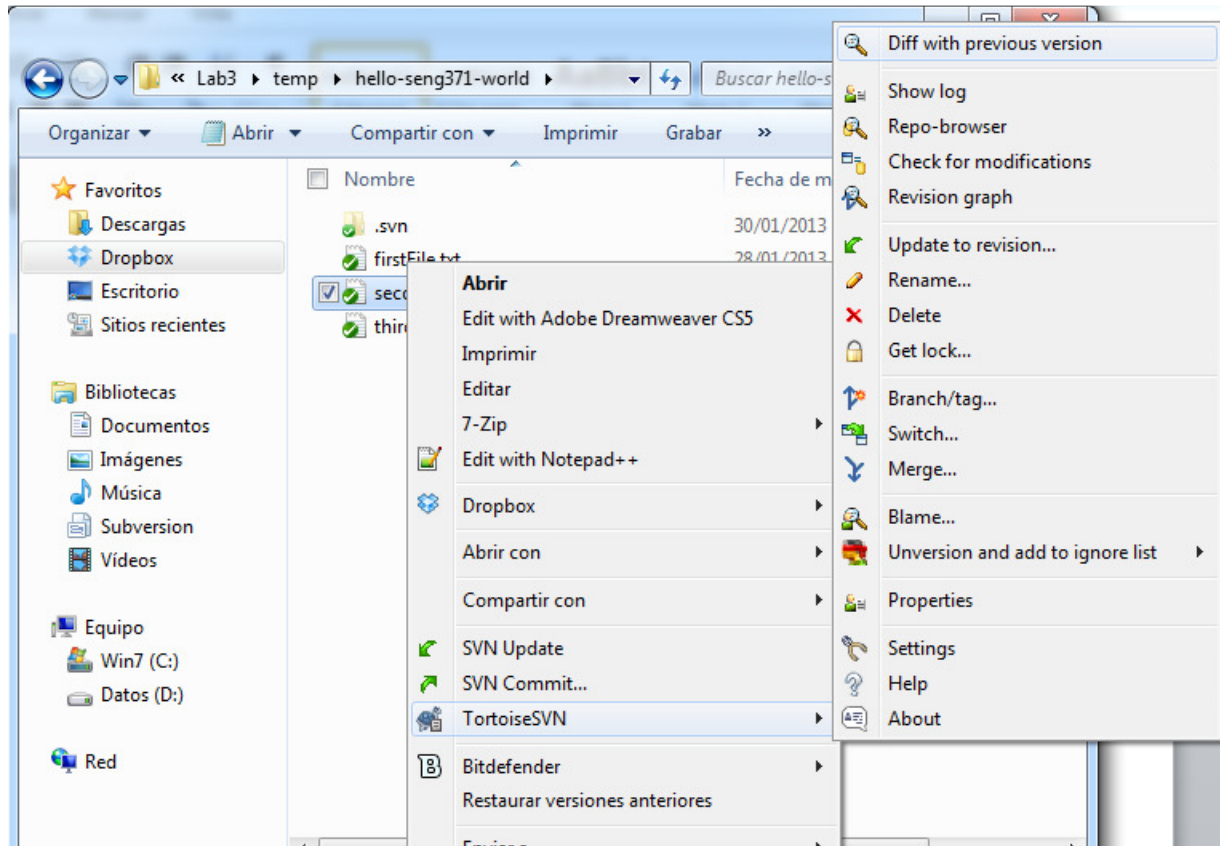 « Lab3 ▸ temp ▸ hello-seng371-world ▸
Buscar hello-s
Organizar
Abrir
Compartir con
Imprimir
Grabar
»
Favoritos
Descargas
Dropbox
Escritorio
Sitios recientes
Bibliotecas
Documentos
Imágenes
Música
Subversion
Vídeos
Equipo
Win7 (C:)
Datos (D:)
Red
Nombre
Fecha de m
.svn
30/01/2013
firstFile.txt
28/01/2013
seco
third
Abrir
Edit with Adobe Dreamweaver CS5
Imprimir
Editar
7-Zip
Edit with Notepad++
Dropbox
Abrir con
Compartir con
SVN Update
SVN Commit...
TortoiseSVN
Bitdefender
Restaurar versiones anteriores
Diff with previous version
Show log
Repo-browser
Check for modifications
Revision graph
Update to revision...
Rename...
Delete
Get lock...
Branch/tag...
Switch...
Merge...
Blame...
Unversion and add to ignore list
Properties
Settings
Help
About